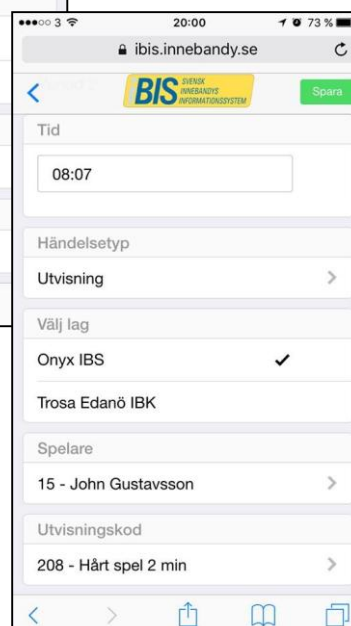 3 20:00 73 %
ibis.innebandy.se
BIS SVENSK INNEBANDYS INFORMATIONSSYSTEM
Spara
Tid
08:07
Händelsetyp
Utvisning
Välj lag
Onyx IBS
Trosa Edanö IBK
Spelare
15 - John Gustavsson
Utvisningskod
208 - Hårt spel 2 min